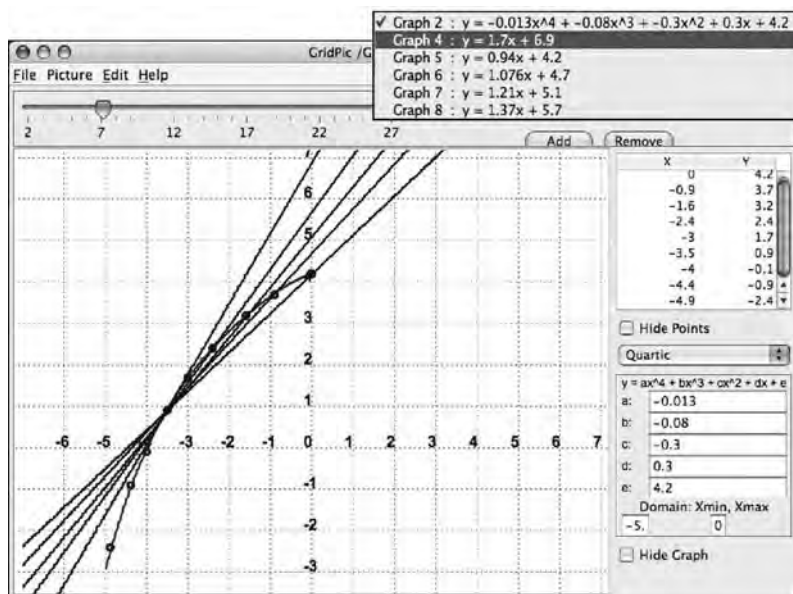 ✓ Graph 2 : y = -0.013x^4 + -0.08x^3 + -0.3x^2 + 0.3x + 4.2
Graph 4 : y = 1.7x + 6.9
Graph 5 : y = 0.94x + 4.2
Graph 6 : y = 1.076x + 4.7
Graph 7 : y = 1.21x + 5.1
Graph 8 : y = 1.37x + 5.7
GridPic /G
File Picture Edit Help
2 7 12 17 22 27
Add Remove
X Y
0 4.2
-0.9 3.7
-1.6 3.2
-2.4 2.4
-3 1.7
-3.5 0.9
-4 -0.1
-4.4 -0.9
-4.9 -2.4
Hide Points
Quartic
y = ax^4 + bx^3 + cx^2 + dx + e
a: -0.013
b: -0.08
c: -0.3
d: 0.3
e: 4.2
Domain: Xmin, Xmax
-5. 0
Hide Graph
7
6
5
4
3
2
1
-6 -5 -4 -3 -2 -1 0 1 2 3 4 5 6 7
-1
-2
-3